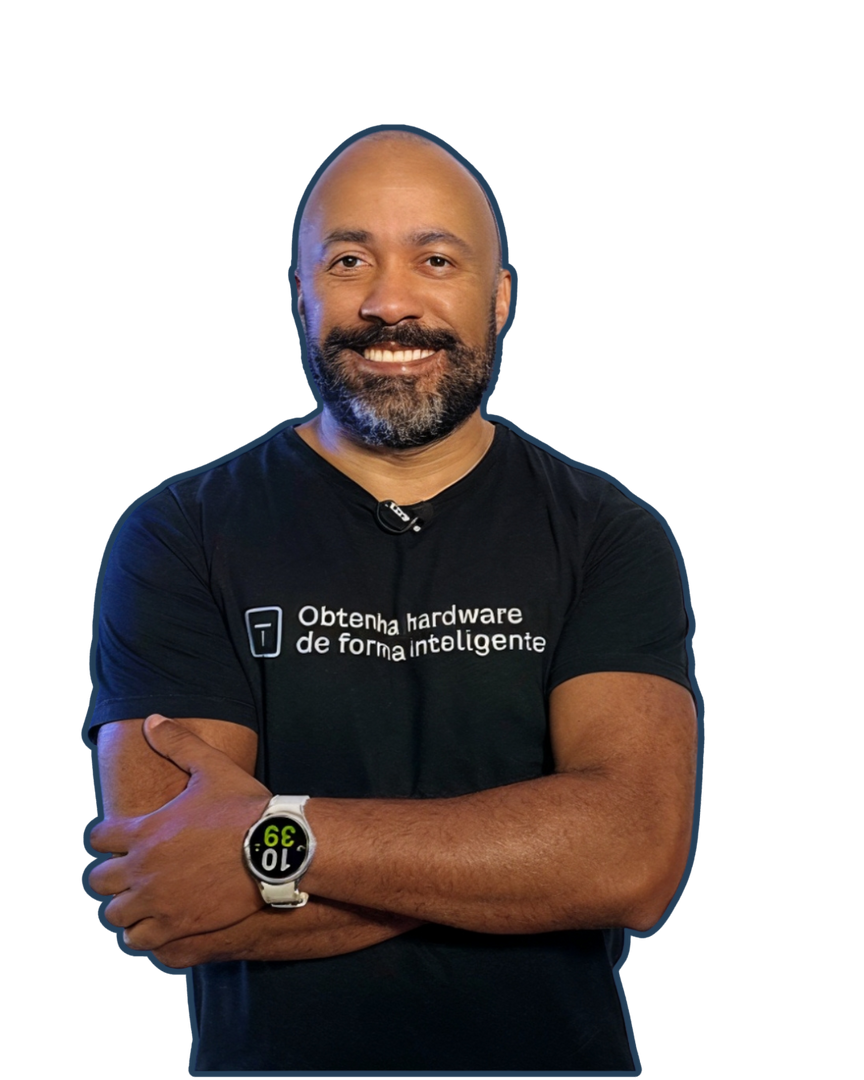 T
Obtenha hardware
de forma inteligente
10
39